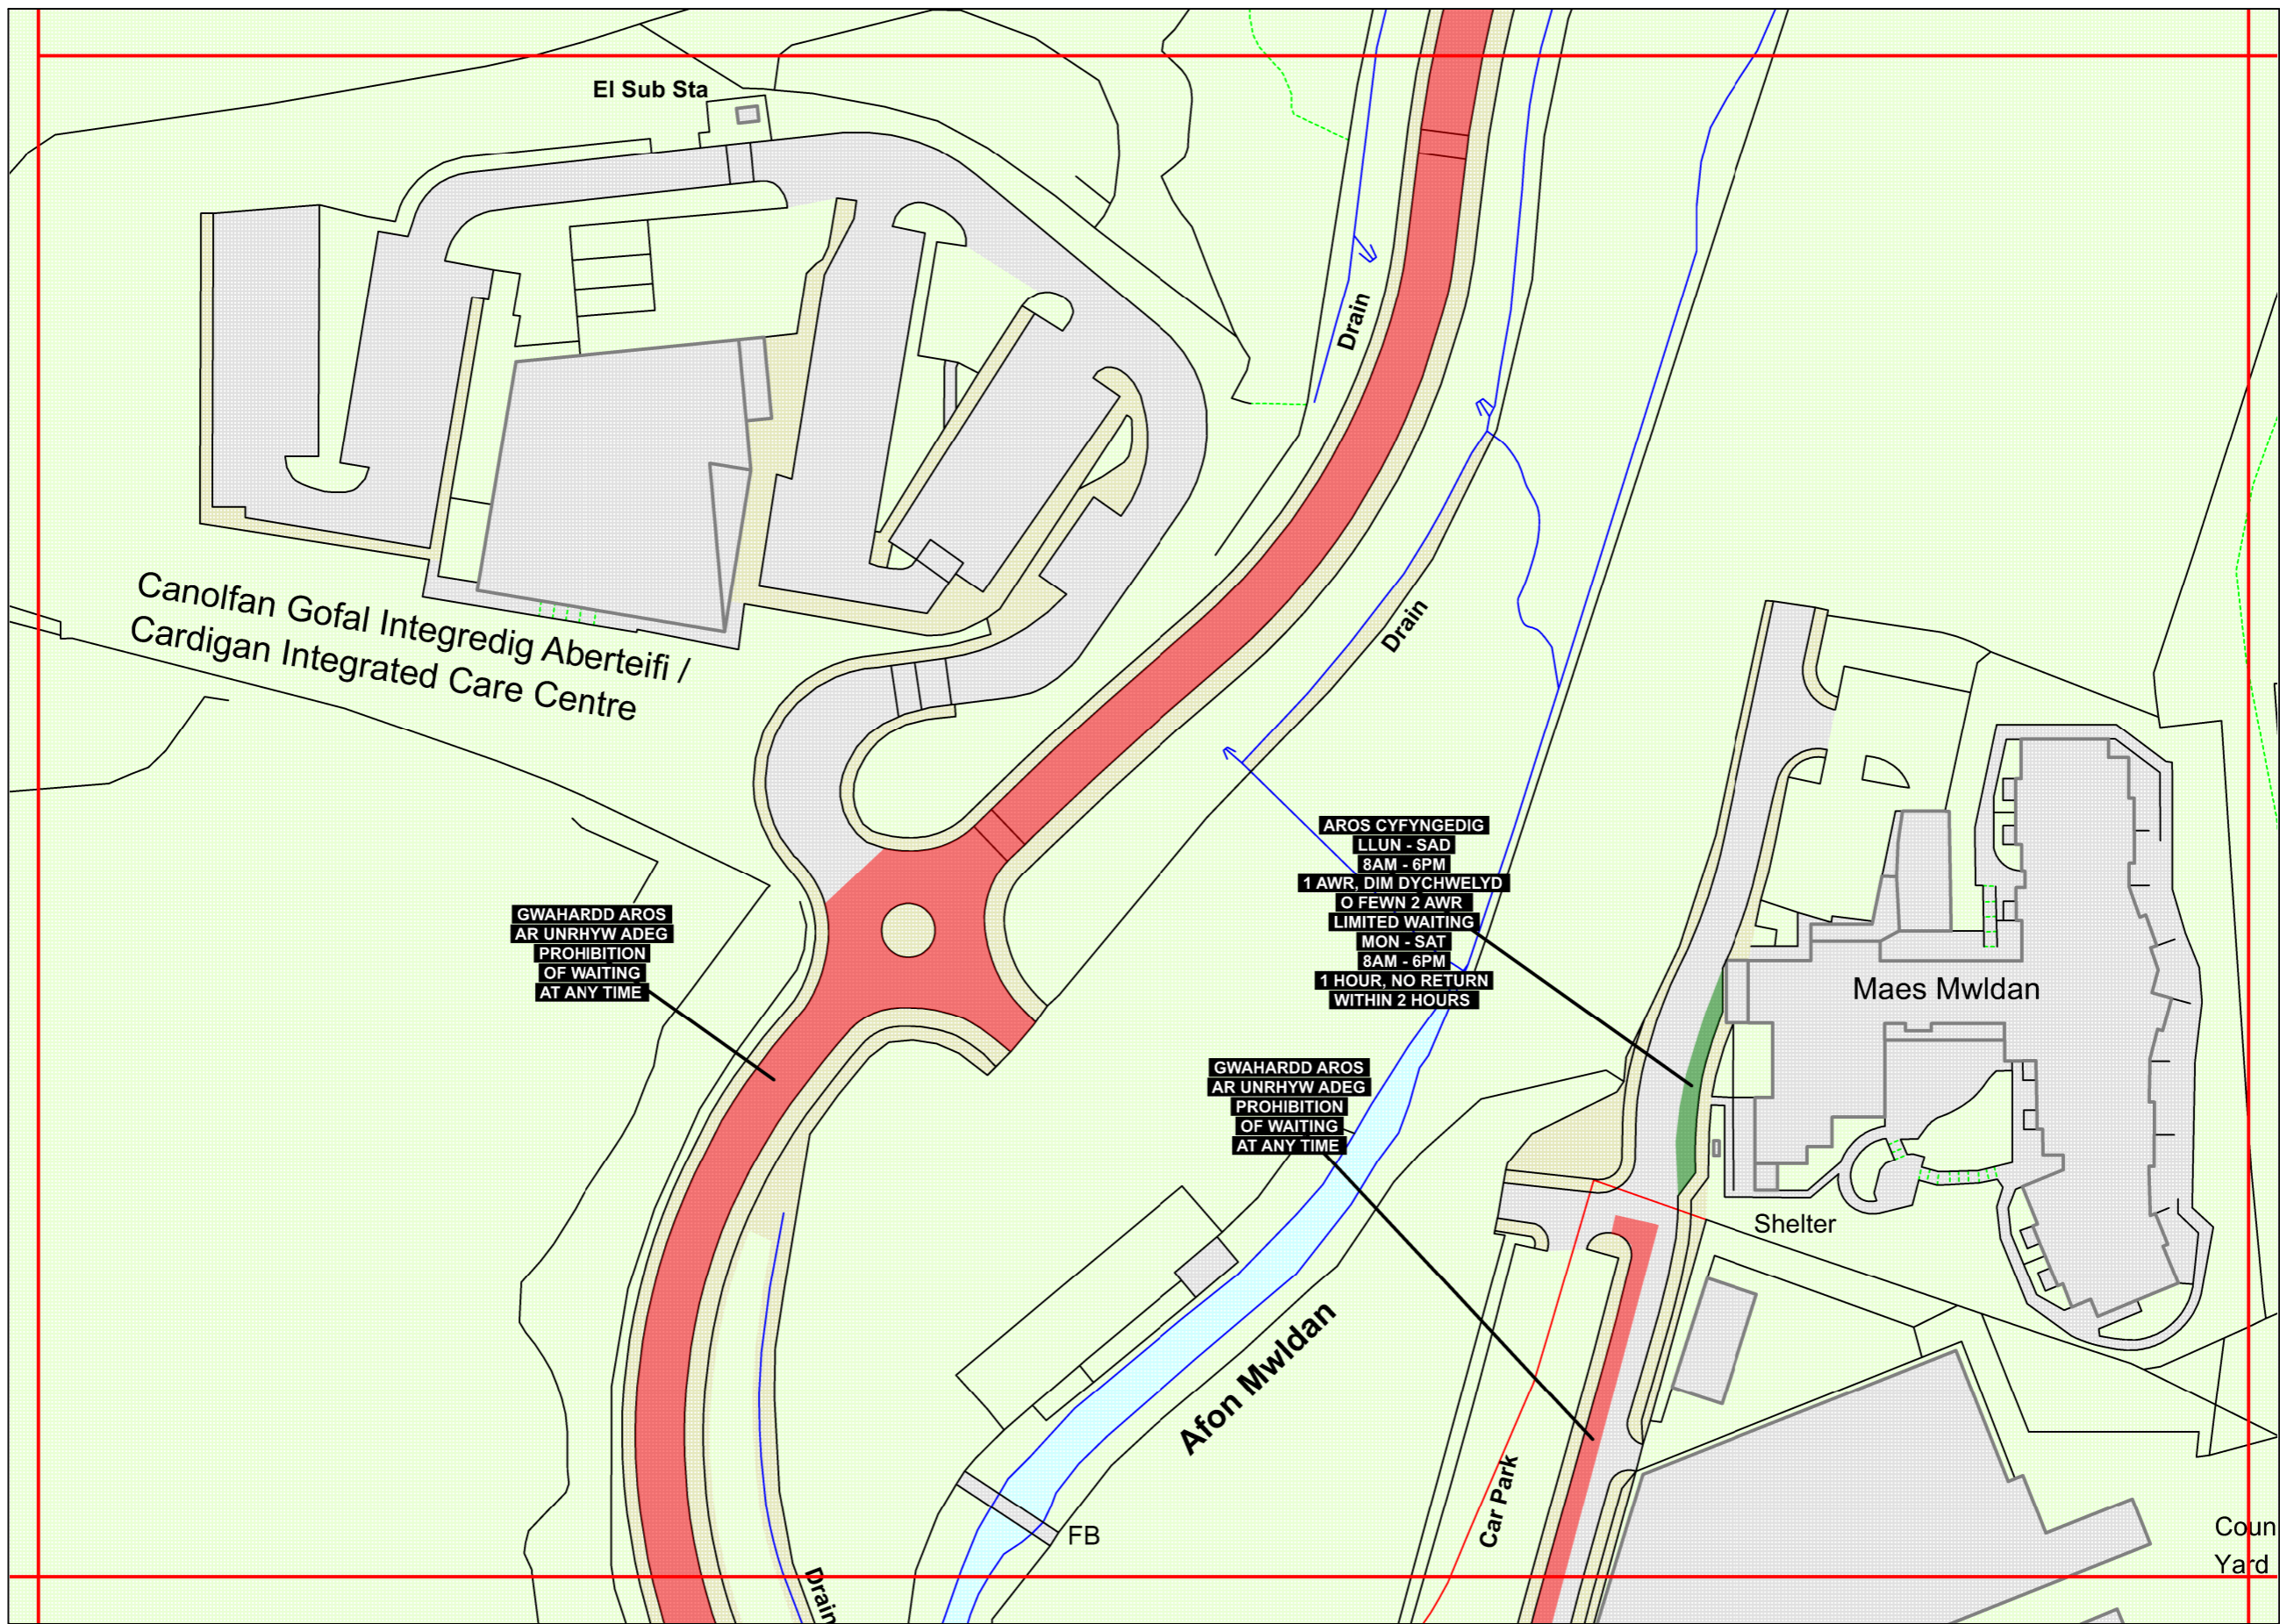 El Sub Sta
Drain
Canolfan Gofal Integredig Aberteifi /
Cardigan Integrated Care Centre
Drain
AROS CYFYNGEDIG
LLUN - SAD
8AM - 6PM
1 AWR, DIM DYCHWELYD
O FEWN 2 AWR
LIMITED WAITING
MON - SAT
8AM - 6PM
1 HOUR, NO RETURN
WITHIN 2 HOURS
GWAHARDD AROS
AR UNRHYW ADEG
PROHIBITION
OF WAITING
AT ANY TIME
Maes Mwldan
GWAHARDD AROS
AR UNRHYW ADEG
PROHIBITION
OF WAITING
AT ANY TIME
Shelter
Afon Mwldan
Car Park
FB
Coun
Yard
Drain